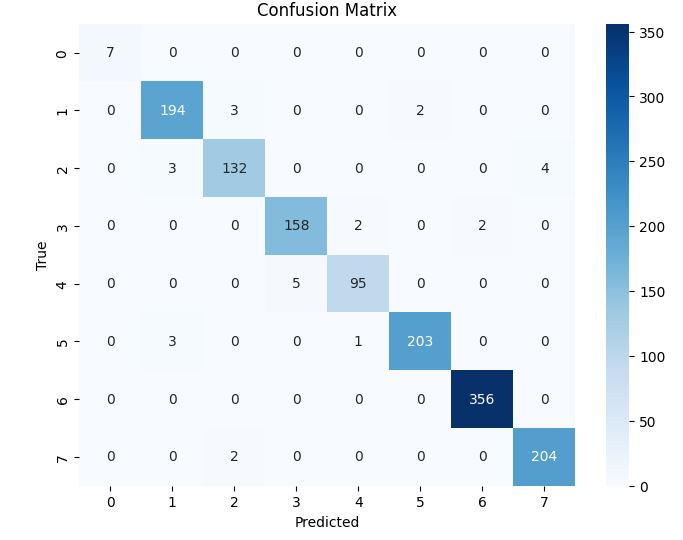 Confusion Matrix
0 7 0 0 0 0 0 0 0
1 0 194 3 0 0 2 0 0
2 0 3 132 0 0 0 0 4
3 0 0 0 158 2 0 2 0
4 0 0 0 5 95 0 0 0
5 0 3 0 0 1 203 0 0
6 0 0 0 0 0 0 356 0
7 0 0 2 0 0 0 0 204
0 1 2 3 4 5 6 7
Predicted
True
350
300
250
200
150
100
50
0